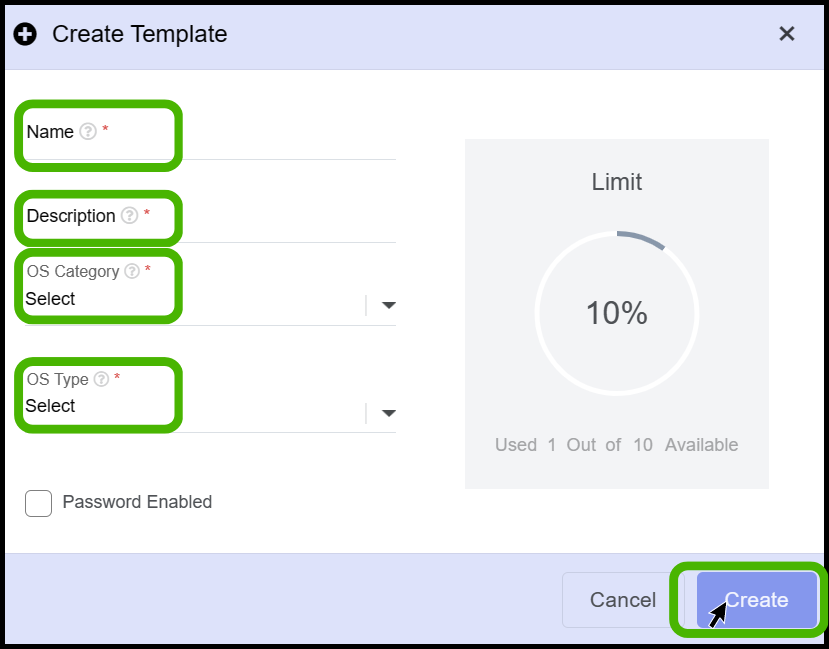 Create Template
Name ? *
Description ? *
OS Category ? *
Select
OS Type ? *
Select
Password Enabled
Limit
10%
Used 1 Out of 10 Available
Cancel
Create